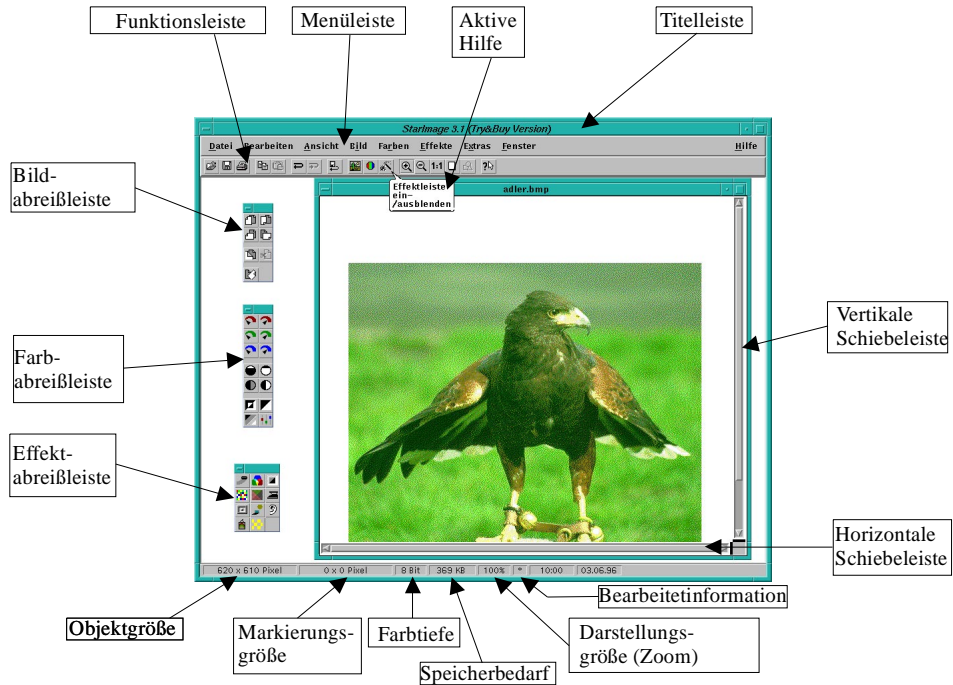 Funktionsleiste
Menüleiste
Aktive
Hilfe
Titelleiste
StarImage 3.1 (Try&Buy Version)
Datei Bearbeiten Ansicht Bild Farben Effekte Extras Fenster Hilfe
1:1
Effektleiste
ein-
/ausblenden
adler.bmp
Bild-
abreißleiste
Farb-
abreißleiste
Effekt-
abreißleiste
Vertikale
Schiebeleiste
Horizontale
Schiebeleiste
620 x 610 Pixel 0 x 0 Pixel 8 Bit 369 KB 100% * 10:00 03.06.96
Bearbeitetinformation
Objektgröße
Markierungs-
größe
Farbtiefe
Speicherbedarf
Darstellungs-
größe (Zoom)